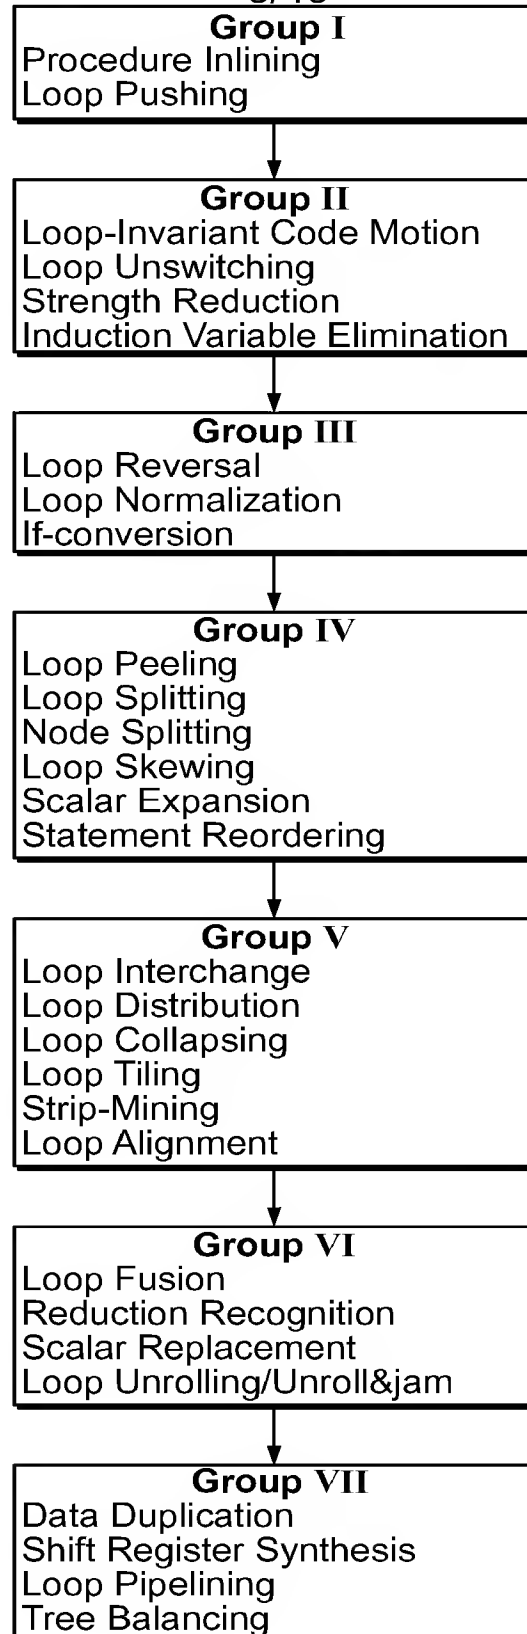 Group I
Procedure Inlining
Loop Pushing
Group II
Loop-Invariant Code Motion
Loop Unswitching
Strength Reduction
Induction Variable Elimination
Group III
Loop Reversal
Loop Normalization
If-conversion
Group IV
Loop Peeling
Loop Splitting
Node Splitting
Loop Skewing
Scalar Expansion
Statement Reordering
Group V
Loop Interchange
Loop Distribution
Loop Collapsing
Loop Tiling
Strip-Mining
Loop Alignment
Group VI
Loop Fusion
Reduction Recognition
Scalar Replacement
Loop Unrolling/Unroll&jam
Group VII
Data Duplication
Shift Register Synthesis
Loop Pipelining
Tree Balancing